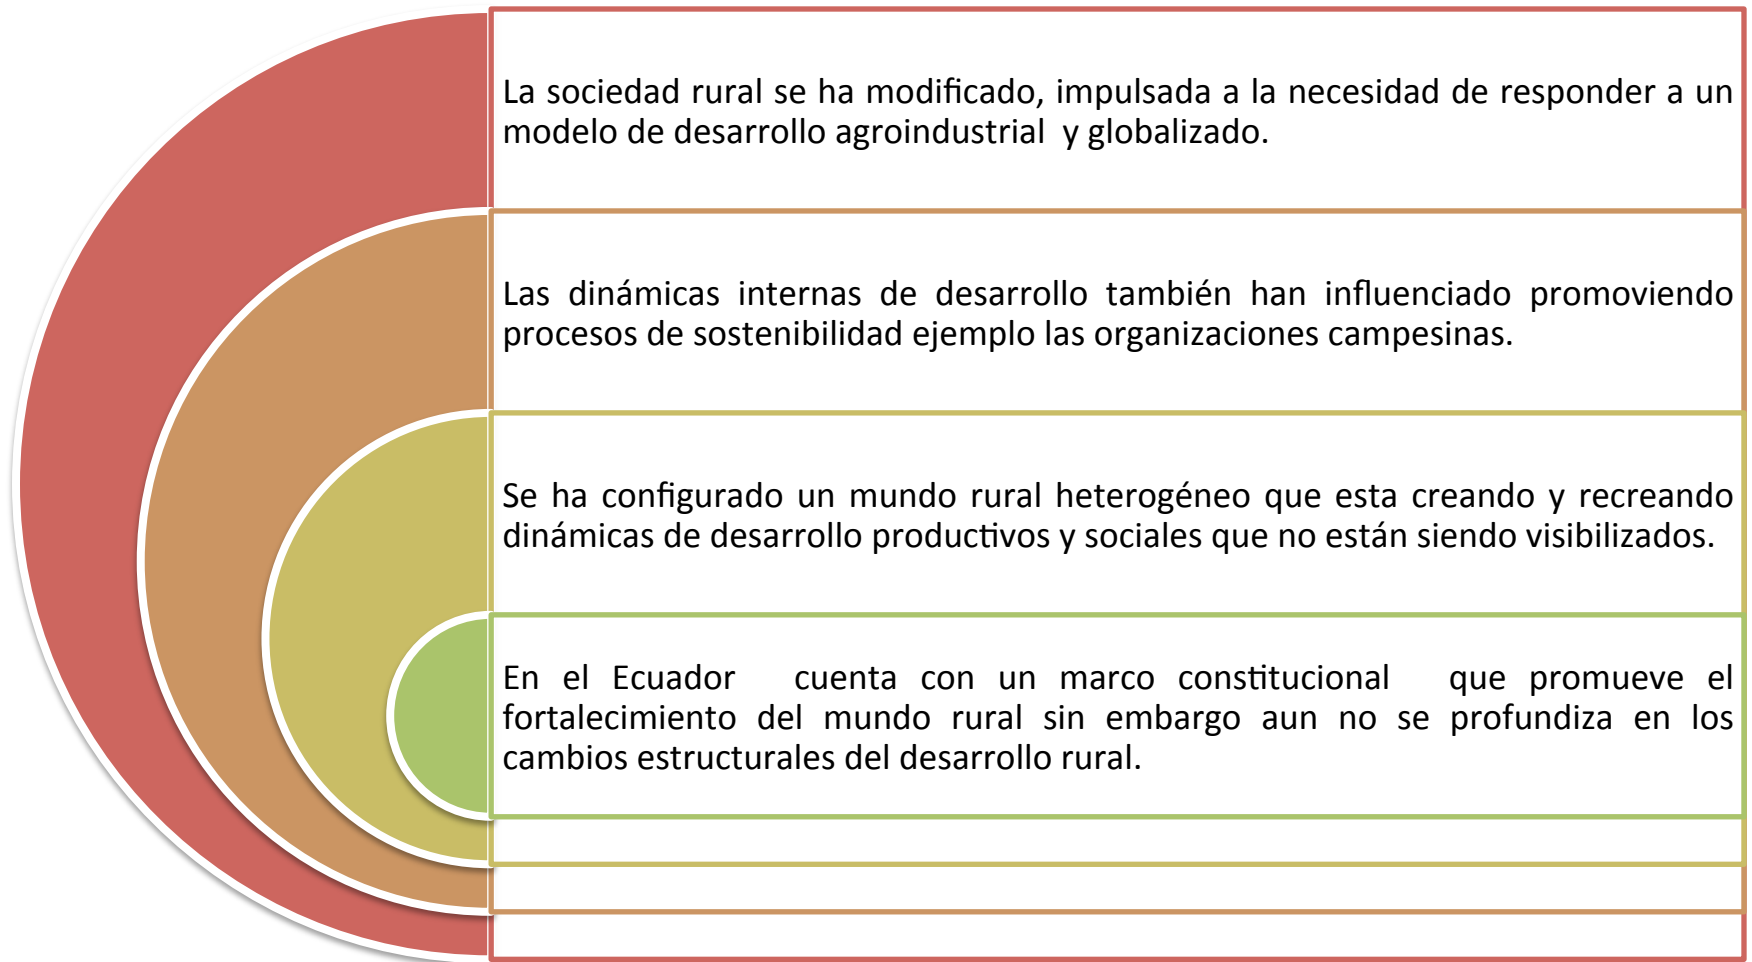 La sociedad rural se ha modificado, impulsada a la necesidad de responder a un
modelo de desarrollo agroindustrial  y globalizado.
Las dinámicas internas de desarrollo también han influenciado promoviendo
procesos de sostenibilidad ejemplo las organizaciones campesinas.
Se ha configurado un mundo rural heterogéneo que esta creando y recreando
dinámicas de desarrollo productivos y sociales que no están siendo visibilizados.
En el Ecuador  cuenta con un marco constitucional  que promueve el
fortalecimiento del mundo rural sin embargo aun no se profundiza en los
cambios estructurales del desarrollo rural.